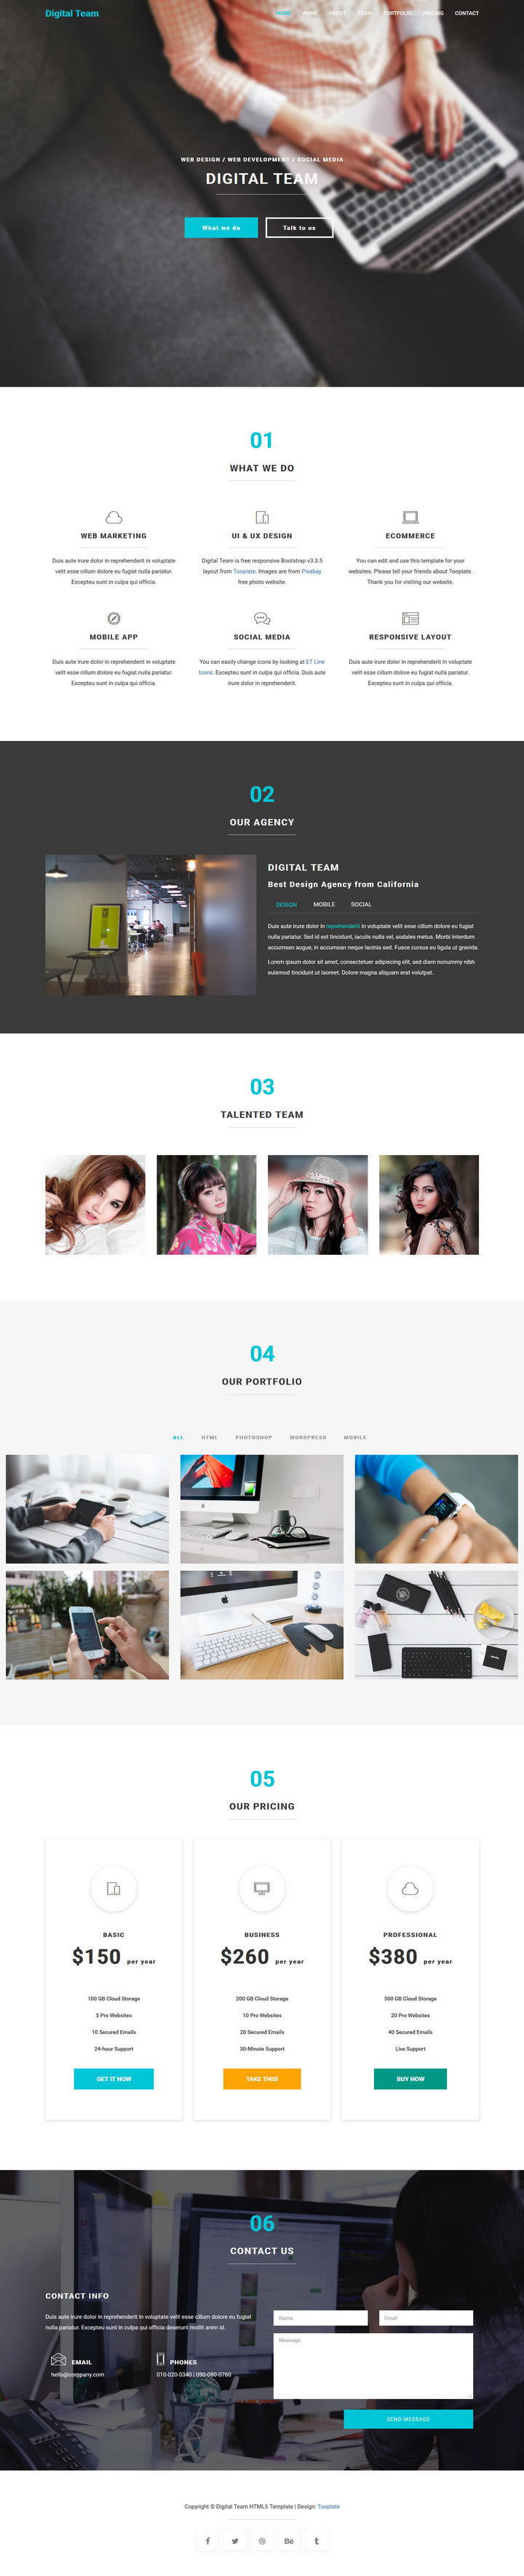 Digital Team
HOME WORK ABOUT TEAM PORTFOLIO PRICING CONTACT
WEB DESIGN / WEB DEVELOPMENT / SOCIAL MEDIA
DIGITAL TEAM
What we do
Talk to us
01
WHAT WE DO
WEB MARKETING
Duis aute irure dolor in reprehenderit in voluptate
velit esse cillum dolore eu fugiat nulla pariatur.
Excepteu sunt in culpa qui officia.
UI & UX DESIGN
Digital Team is free responsive Bootstrap v3.3.5
layout from Tooplate. Images are from Pixabay
free photo website.
ECOMMERCE
You can edit and use this template for your
websites. Please tell your friends about Tooplate.
Thank you for visiting our website.
MOBILE APP
Duis aute irure dolor in reprehenderit in voluptate
velit esse cillum dolore eu fugiat nulla pariatur.
Excepteu sunt in culpa qui officia.
SOCIAL MEDIA
You can easily change icons by looking at ET Line
Icons. Excepteu sunt in culpa qui officia. Duis aute
irure dolor in reprehenderit.
RESPONSIVE LAYOUT
Duis aute irure dolor in reprehenderit in voluptate
velit esse cillum dolore eu fugiat nulla pariatur.
Excepteu sunt in culpa qui officia.
02
OUR AGENCY
DIGITAL TEAM
Best Design Agency from California
DESIGN MOBILE SOCIAL
Duis aute irure dolor in reprehenderit in voluptate velit esse cillum dolore eu fugiat
nulla pariatur. Sed id est tincidunt, iaculis nulla vel, sodales metus. Morbi interdum
accumsan augue, in accumsan neque lacinia sed. Fusce cursus eu ligula ut gravida.
Lorem ipsum dolor sit amet, consectetuer adipiscing elit, sed diam nonummy nibh
euismod tincidunt ut laoreet. Dolore magna aliquam erat volutpat.
03
TALENTED TEAM
04
OUR PORTFOLIO
ALL HTML PHOTOSHOP WORDPRESS MOBILE
05
OUR PRICING
BASIC
$150 per year
100 GB Cloud Storage
5 Pro Websites
10 Secured Emails
24-hour Support
GET IT NOW
BUSINESS
$260 per year
200 GB Cloud Storage
10 Pro Websites
20 Secured Emails
30-Minute Support
TAKE THIS!
PROFESSIONAL
$380 per year
500 GB Cloud Storage
20 Pro Websites
40 Secured Emails
Live Support
BUY NOW
06
CONTACT US
CONTACT INFO
Duis aute irure dolor in reprehenderit in voluptate velit esse cillum dolore eu fugiat
nulla pariatur. Excepteu sunt in culpa qui officia deserunt mollit anim id.
EMAIL
hello@company.com
PHONES
010-020-0340 | 090-080-0760
Name
Email
Message
SEND MESSAGE
Copyright © Digital Team HTML5 Template | Design: Tooplate